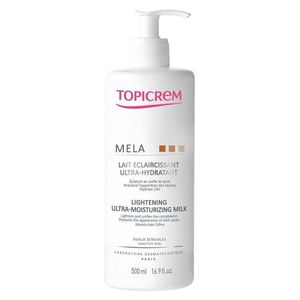 TOPICREM
MELA
LAIT ECLAIRCISSANT
ULTRA-HYDRATANT
Eclaircit et unifie le teint
Prévient l'apparition des taches
Hydrate 24h
LIGHTENING
ULTRA-MOISTURIZING MILK
Lightens and unifies the complexion
Prevents the appearance of dark spots
Moisturizes 24hrs
PEAUX SENSIBLES
SENSITIVE SKIN
LABORATOIRE DERMATOLOGIQUE
PARIS
500 ml 16.9 fl. oz.